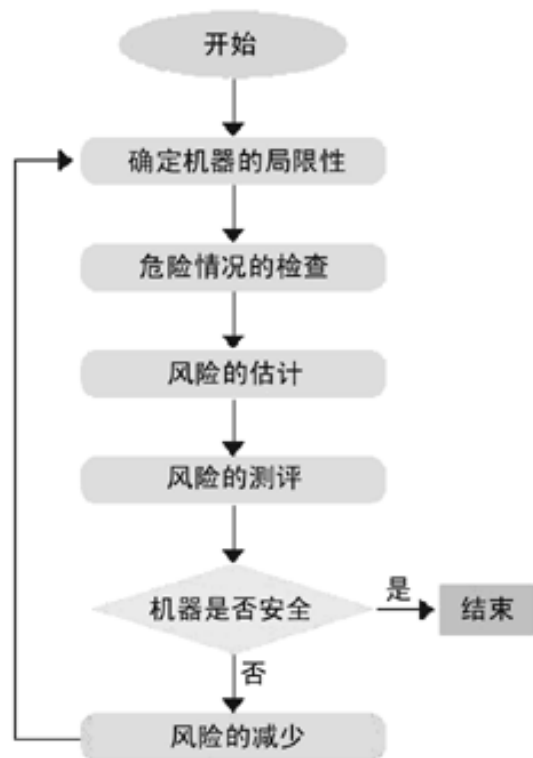 开始
确定机器的局限性
危险情况的检查
风险的估计
风险的测评
机器是否安全
是
结束
否
风险的减少